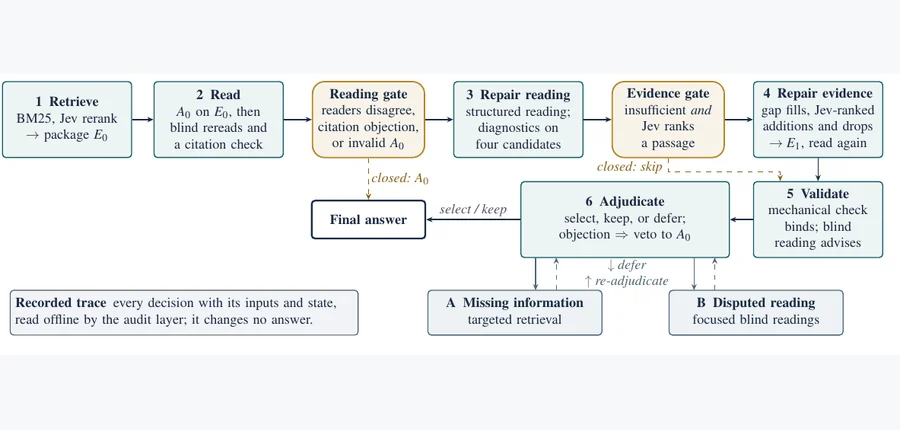 1 Retrieve
BM25, Jev rerank
→ package E₀
2 Read
A₀ on E₀, then
blind rereads and
a citation check
Reading gate
readers disagree,
citation objection,
or invalid A₀
3 Repair reading
structured reading;
diagnostics on
four candidates
Evidence gate
insufficient and
Jev ranks
a passage
4 Repair evidence
gap fills, Jev-ranked
additions and drops
→ E₁, read again
closed: A₀
closed: skip
Final answer
select / keep
6 Adjudicate
select, keep, or defer;
objection ⇒ veto to A₀
5 Validate
mechanical check
binds; blind
reading advises
↓ defer
↑ re-adjudicate
Recorded trace every decision with its inputs and state,
read offline by the audit layer; it changes no answer.
A Missing information
targeted retrieval
B Disputed reading
focused blind readings